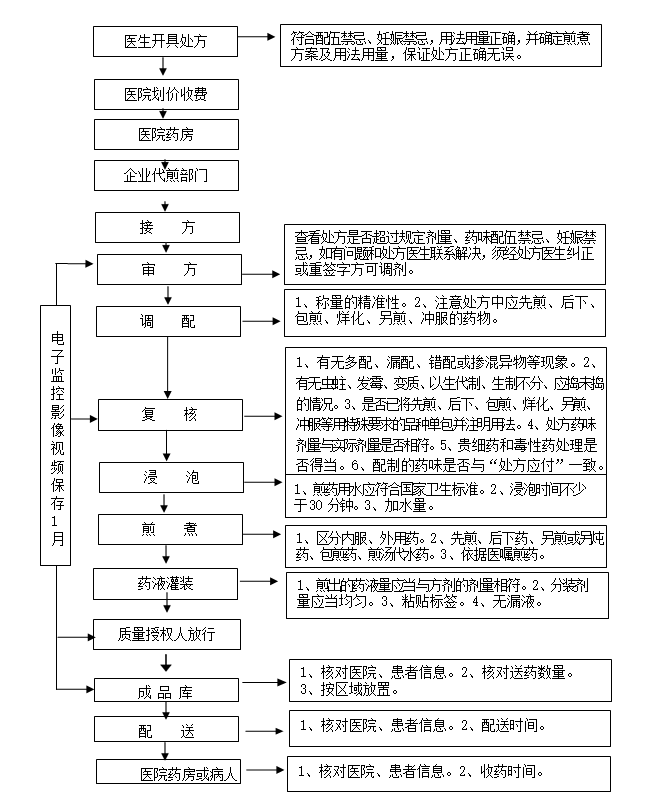 医生开具处方
符合配伍禁忌、妊娠禁忌，用法用量正确，并确定煎煮
方案及用法用量，保证处方正确无误。
医院划价收费
医院药房
企业代煎部门
接 方
审 方
查看处方是否超过规定剂量、药味配伍禁忌、妊娠禁
忌，如有问题和处方医生联系解决，须经处方医生纠正
或重签字方可调剂。
调 配
1、称量的精准性。2、注意处方中应先煎、后下、
包煎、烊化、另煎、冲服的药物。
电子监控影像视频保存1月
复 核
1、有无多配、漏配、错配或掺混异物等现象。2、
有无虫蛀、发霉、变质、以生代制、生制不分、应捣未捣
的情况。3、是否已将先煎、后下、包煎、烊化、另煎、
冲服等用特殊要求的品种单包并注明用法。4、处方药味
剂量与实际剂量是否相符。5、贵细药和毒性药处理是
否得当。6、配制的药味是否与“处方应付”一致。
浸 泡
1、煎药用水应符合国家卫生标准。2、浸泡时间不少
于30分钟。3、加水量。
煎 煮
1、区分内服、外用药。2、先煎、后下药、另煎或另炖
药、包煎药、煎汤代水药。3、依据医嘱煎药。
药液灌装
1、煎出的药液量应当与方剂的剂量相符。2、分装剂
量应当均匀。3、粘贴标签。4、无漏液。
质量授权人放行
成 品 库
1、核对医院、患者信息。2、核对送药数量。
3、按区域放置。
配 送
1、核对医院、患者信息。2、配送时间。
医院药房或病人
1、核对医院、患者信息。2、收药时间。